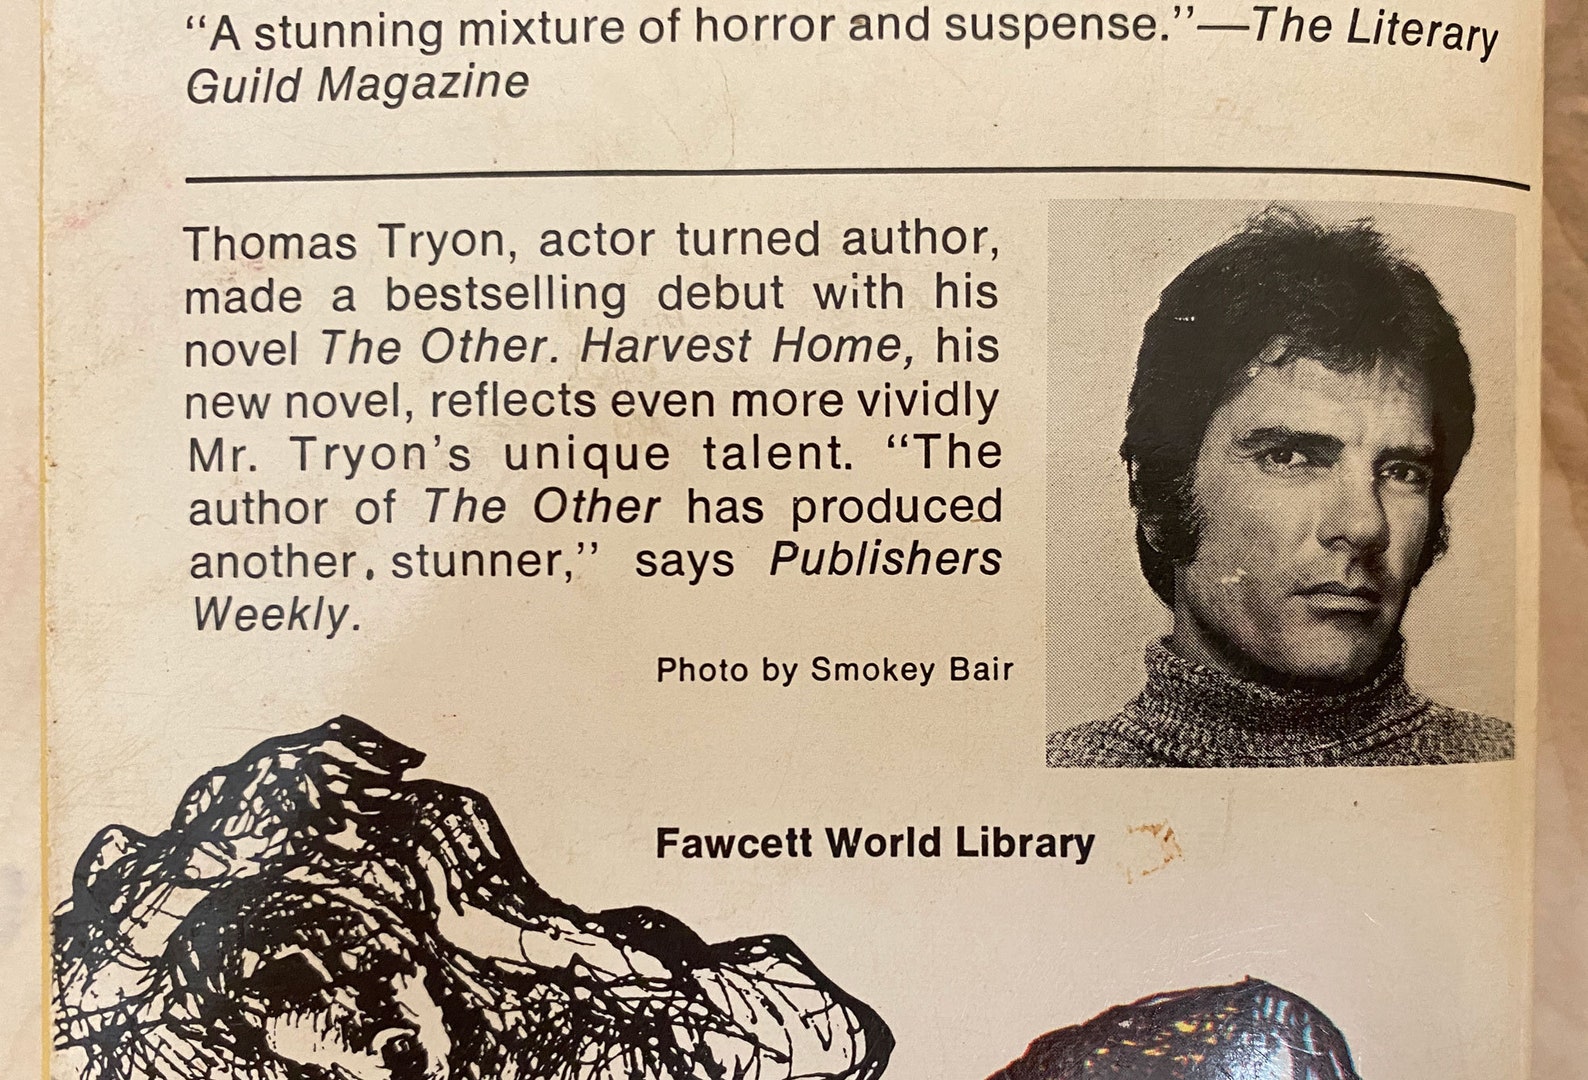 “A stunning mixture of horror and suspense.”—The Literary
Guild Magazine
Thomas Tryon, actor turned author,
made a bestselling debut with his
novel The Other. Harvest Home, his
new novel, reflects even more vividly
Mr. Tryon’s unique talent. “The
author of The Other has produced
another. stunner,” says Publishers
Weekly.
Photo by Smokey Bair
Fawcett World Library